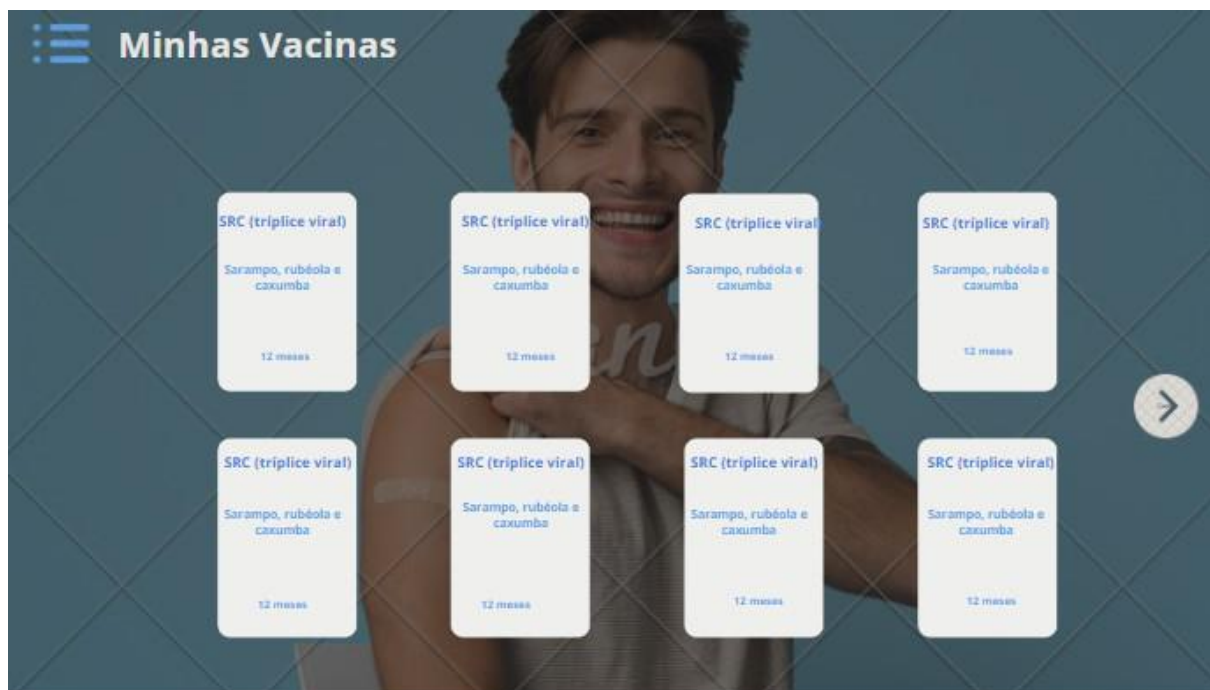 Minhas Vacinas
SRC (tríplice viral)
Sarampo, rubéola e
caxumba
12 meses
SRC (tríplice viral)
Sarampo, rubéola e
caxumba
12 meses
SRC (tríplice viral)
Sarampo, rubéola e
caxumba
12 meses
SRC (tríplice viral)
Sarampo, rubéola e
caxumba
12 meses
SRC (tríplice viral)
Sarampo, rubéola e
caxumba
12 meses
SRC (tríplice viral)
Sarampo, rubéola e
caxumba
12 meses
SRC (tríplice viral)
Sarampo, rubéola e
caxumba
12 meses
SRC (tríplice viral)
Sarampo, rubéola e
caxumba
12 meses